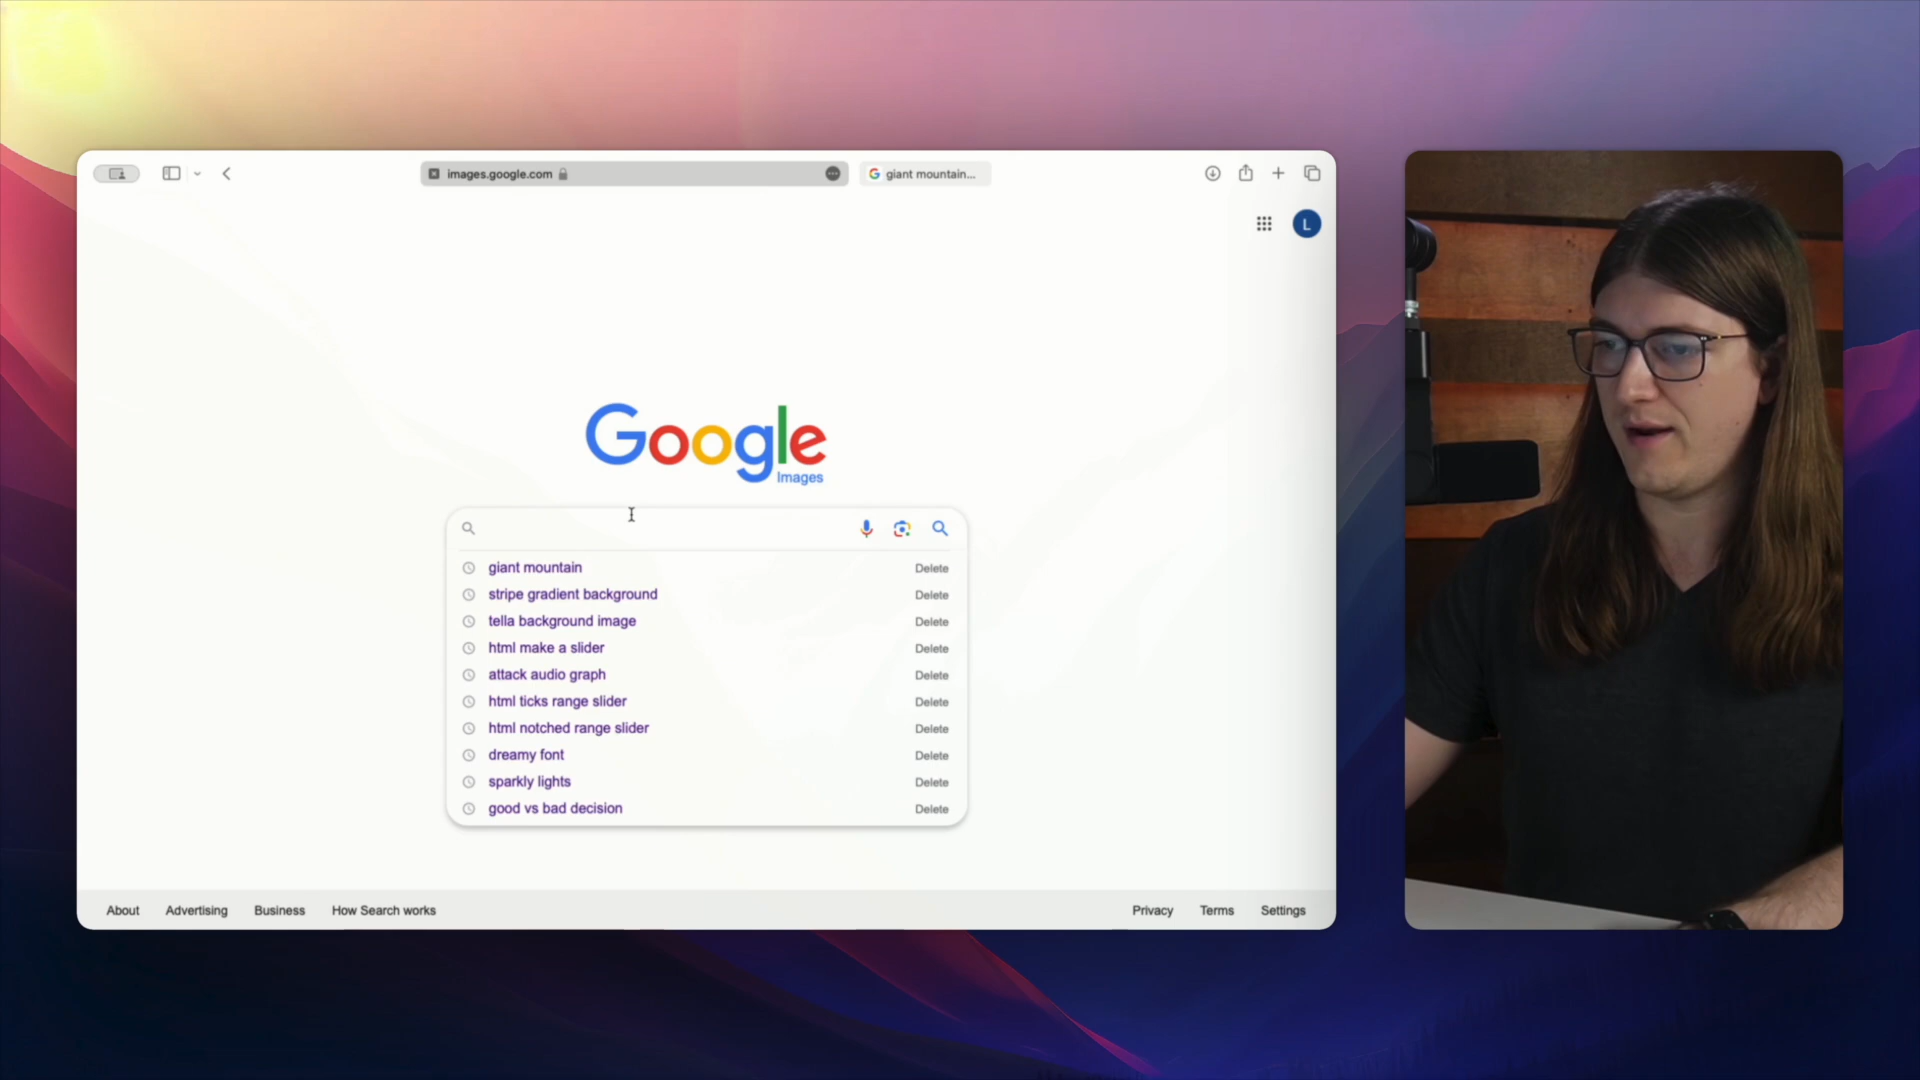 images.google.com
giant mountain...
L
Google
Images
giant mountain Delete
stripe gradient background Delete
tella background image Delete
html make a slider Delete
attack audio graph Delete
html ticks range slider Delete
html notched range slider Delete
dreamy font Delete
sparkly lights Delete
good vs bad decision Delete
About Advertising Business How Search works Privacy Terms Settings